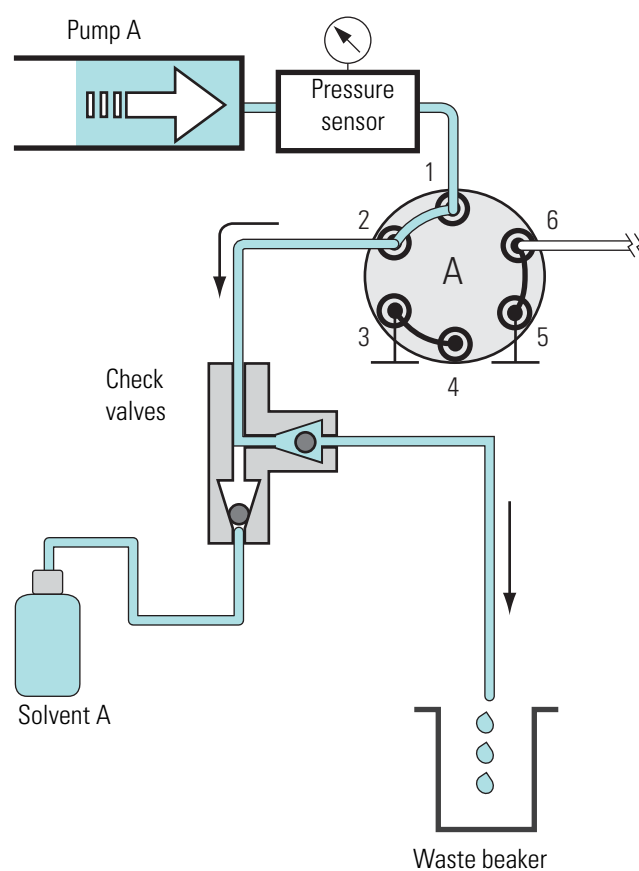 Pump A
Pressure
sensor
1
2
6
A
3
5
4
Check
valves
Solvent A
Waste beaker